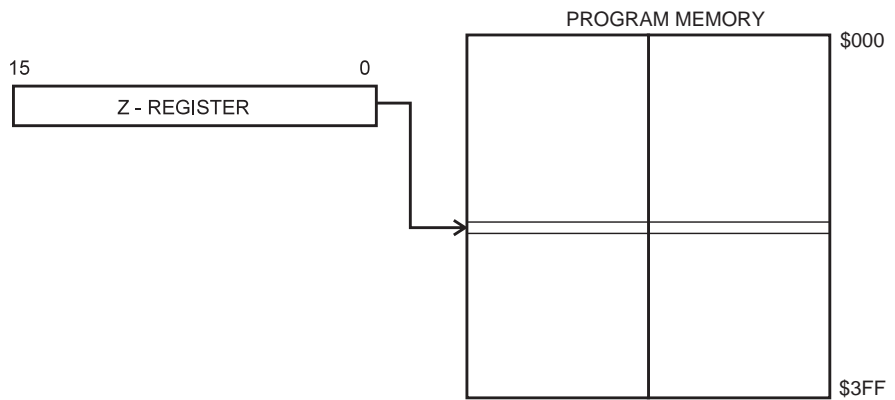 PROGRAM MEMORY
$000
15 0
Z - REGISTER
$3FF